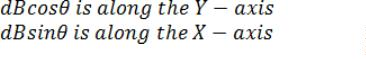 dBcosθ is along the Y − axis
dBsinθ is along the X − axis